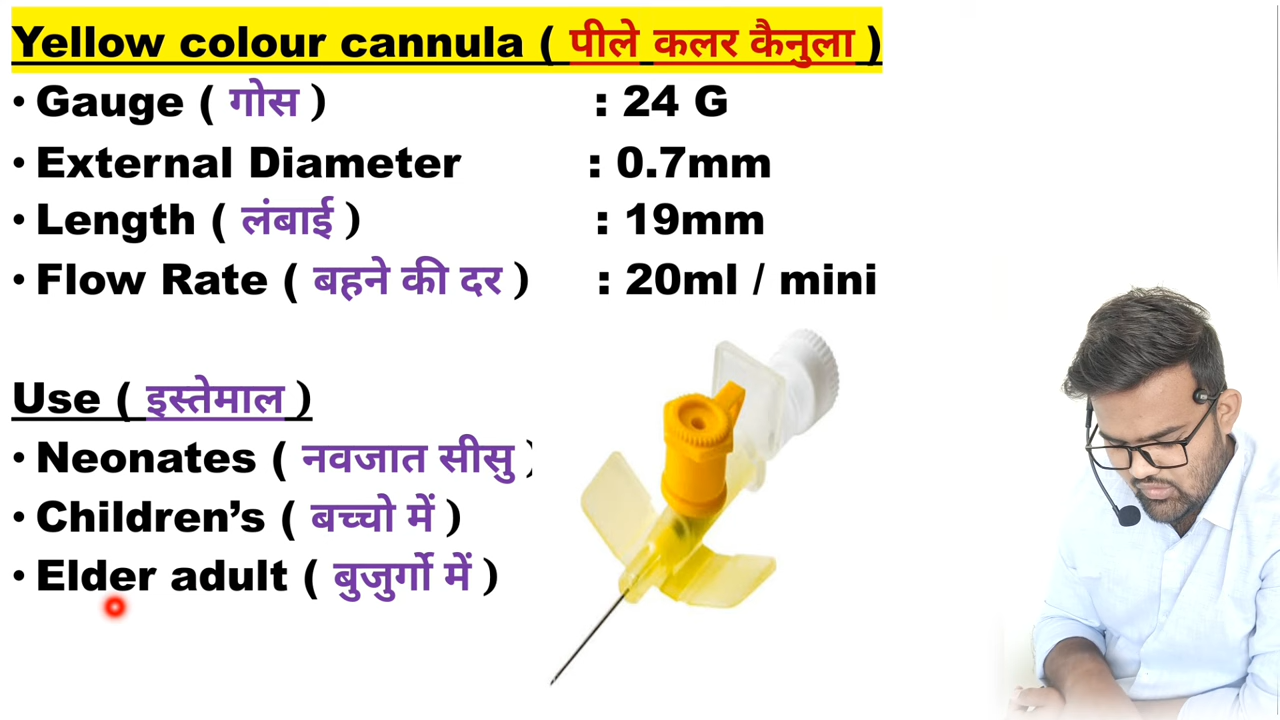 Yellow colour cannula ( पीले कलर कैनुला )
• Gauge ( गोस ) : 24 G
• External Diameter : 0.7mm
• Length ( लंबाई ) : 19mm
• Flow Rate ( बहने की दर ) : 20ml / mini
Use ( इस्तेमाल )
• Neonates ( नवजात सीसु )
• Children’s ( बच्चो में )
• Elder adult ( बुजुर्गो में )